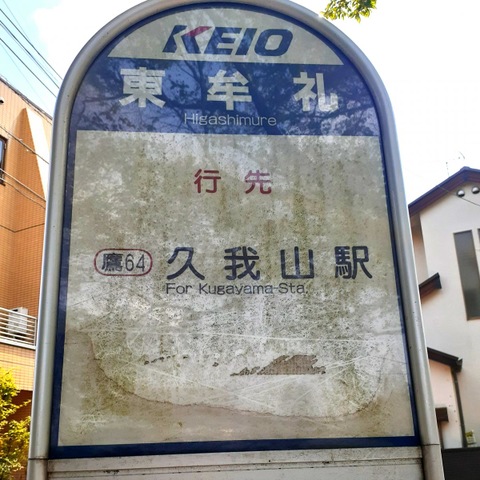 KEIO
東牟礼
Higashimure
行先
鷹64 久我山駅
For Kugayama-Sta.